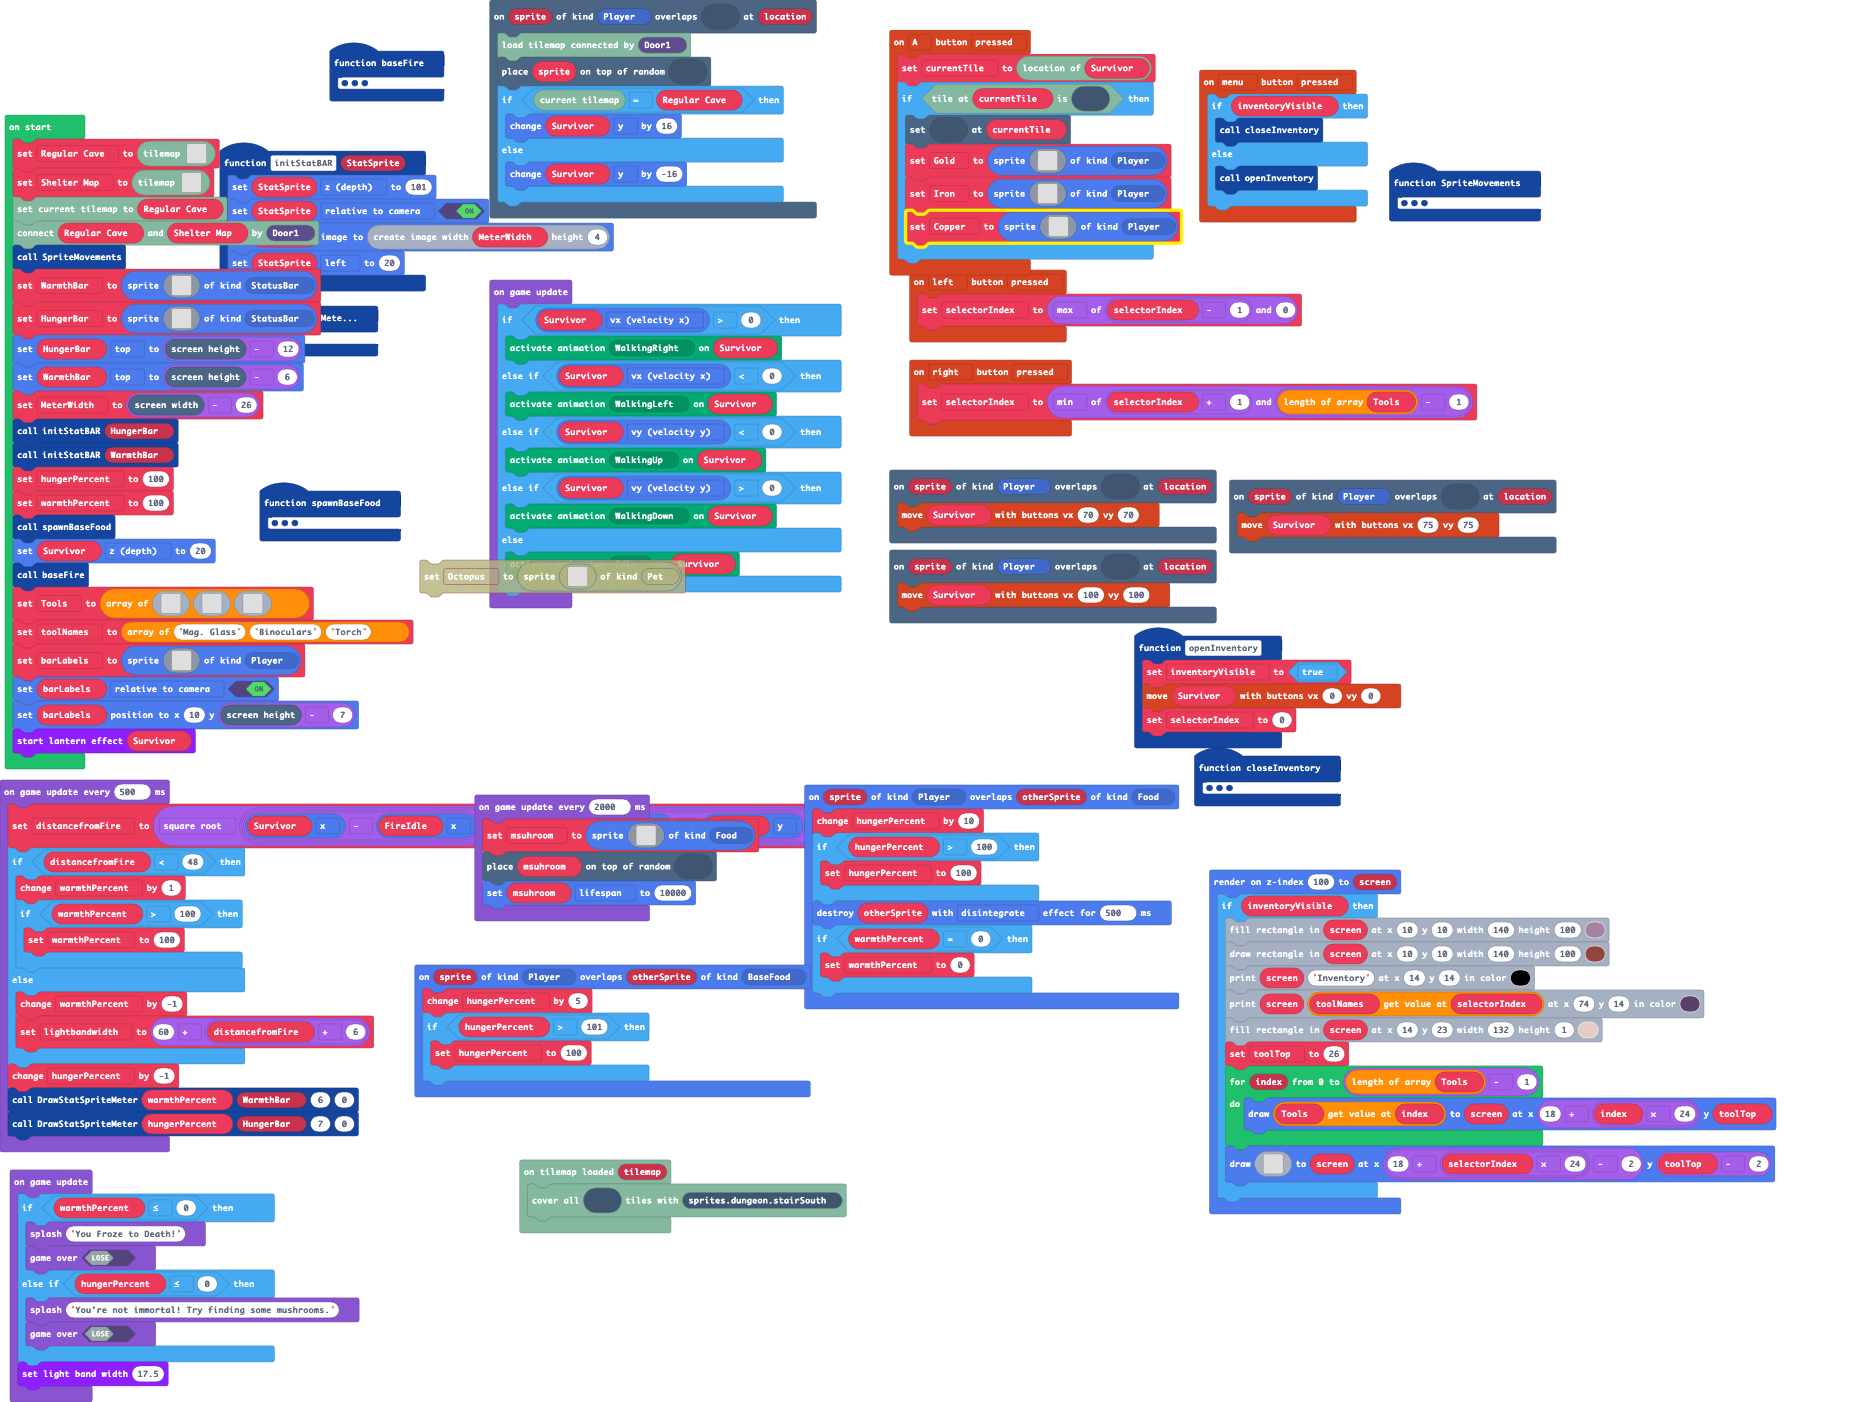 on start
set Regular Cave to tilemap
set Shelter Map to tilemap
set current tilemap to Regular Cave
connect Regular Cave and Shelter Map by Door1
call SpriteMovements
set WarmthBar to sprite of kind StatusBar
set HungerBar to sprite of kind StatusBar
set HungerBar top to screen height - 12
set WarmthBar top to screen height - 6
set MeterWidth to screen width - 26
call initStatBAR HungerBar
call initStatBAR WarmthBar
set hungerPercent to 100
set warmthPercent to 100
call spawnBaseFood
set Survivor z (depth) to 20
call baseFire
set Tools to array of
set toolNames to array of "Mag. Glass" "Binoculars" "Torch"
set barLabels to sprite of kind Player
set barLabels relative to camera ON
set barLabels position to x 10 y screen height - 7
start lantern effect Survivor
function baseFire
function initStatBAR StatSprite
set StatSprite z (depth) to 101
set StatSprite relative to camera ON
image to create image width MeterWidth height 4
set StatSprite left to 20
Mete...
function spawnBaseFood
on sprite of kind Player overlaps at location
load tilemap connected by Door1
place sprite on top of random
if current tilemap = Regular Cave then
change Survivor y by 16
else
change Survivor y by -16
on game update
if Survivor vx (velocity x) > 0 then
activate animation WalkingRight on Survivor
else if Survivor vx (velocity x) < 0 then
activate animation WalkingLeft on Survivor
else if Survivor vy (velocity y) < 0 then
activate animation WalkingUp on Survivor
else if Survivor vy (velocity y) > 0 then
activate animation WalkingDown on Survivor
else
Survivor
set Octopus to sprite of kind Pet
on A button pressed
set currentTile to location of Survivor
if tile at currentTile is then
set at currentTile
set Gold to sprite of kind Player
set Iron to sprite of kind Player
set Copper to sprite of kind Player
on left button pressed
set selectorIndex to max of selectorIndex - 1 and 0
on right button pressed
set selectorIndex to min of selectorIndex + 1 and length of array Tools - 1
on menu button pressed
if inventoryVisible then
call closeInventory
else
call openInventory
function SpriteMovements
on sprite of kind Player overlaps at location
move Survivor with buttons vx 70 vy 70
on sprite of kind Player overlaps at location
move Survivor with buttons vx 75 vy 75
on sprite of kind Player overlaps at location
move Survivor with buttons vx 100 vy 100
function openInventory
set inventoryVisible to true
move Survivor with buttons vx 0 vy 0
set selectorIndex to 0
function closeInventory
on game update every 500 ms
set distancefromFire to square root Survivor x - FireIdle x y
if distancefromFire < 48 then
change warmthPercent by 1
if warmthPercent > 100 then
set warmthPercent to 100
else
change warmthPercent by -1
set lightbandwidth to 60 + distancefromFire + 6
change hungerPercent by -1
call DrawStatSpriteMeter warmthPercent WarmthBar 6 0
call DrawStatSpriteMeter hungerPercent HungerBar 7 0
on game update every 2000 ms
set msuhroom to sprite of kind Food
place msuhroom on top of random
set msuhroom lifespan to 10000
on sprite of kind Player overlaps otherSprite of kind Food
change hungerPercent by 10
if hungerPercent > 100 then
set hungerPercent to 100
destroy otherSprite with disintegrate effect for 500 ms
if warmthPercent = 0 then
set warmthPercent to 0
on sprite of kind Player overlaps otherSprite of kind BaseFood
change hungerPercent by 5
if hungerPercent > 101 then
set hungerPercent to 100
render on z-index 100 to screen
if inventoryVisible then
fill rectangle in screen at x 10 y 10 width 140 height 100
draw rectangle in screen at x 10 y 10 width 140 height 100
print screen "Inventory" at x 14 y 14 in color
print screen toolNames get value at selectorIndex at x 74 y 14 in color
fill rectangle in screen at x 14 y 23 width 132 height 1
set toolTop to 26
for index from 0 to length of array Tools - 1
do draw Tools get value at index to screen at x 18 + index × 24 y toolTop
draw to screen at x 18 + selectorIndex × 24 - 2 y toolTop - 2
on game update
if warmthPercent ≤ 0 then
splash "You Froze to Death!"
game over LOSE
else if hungerPercent ≤ 0 then
splash "You're not immortal! Try finding some mushrooms."
game over LOSE
set light band width 17.5
on tilemap loaded tilemap
cover all tiles with sprites.dungeon.stairSouth